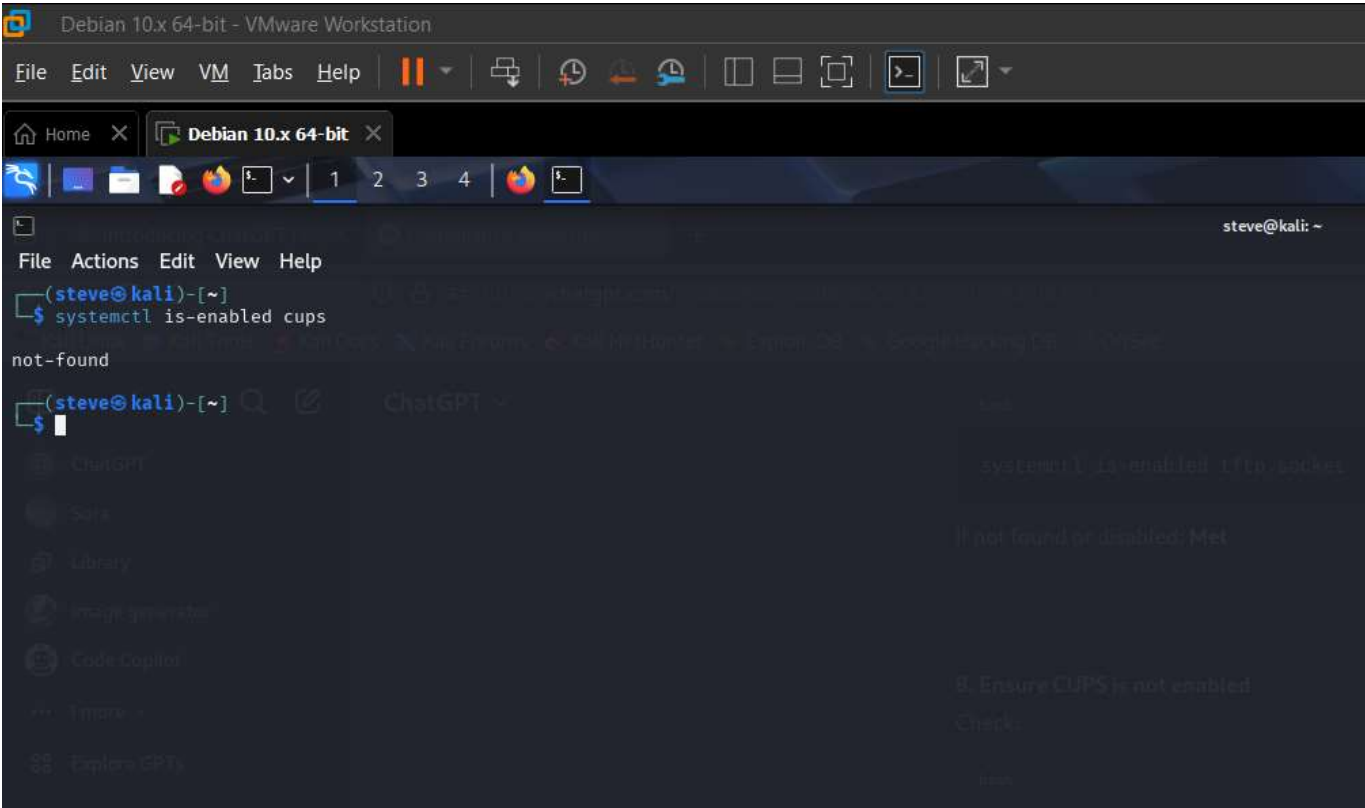 Debian 10.x 64-bit - VMware Workstation
File Edit View VM Tabs Help
Home Debian 10.x 64-bit
1 2 3 4
steve@kali: ~
File Actions Edit View Help
(steve㉿kali)-[~]
$ systemctl is-enabled cups
not-found
(steve㉿kali)-[~]
$
ChatGPT
ChatGPT
systemctl is-enabled tftp.socket
Sora
If not found or disabled: Met
Library
Image generator
Code Copilot
8. Ensure CUPS is not enabled
Check:
1 more
Explore GPTs
bash